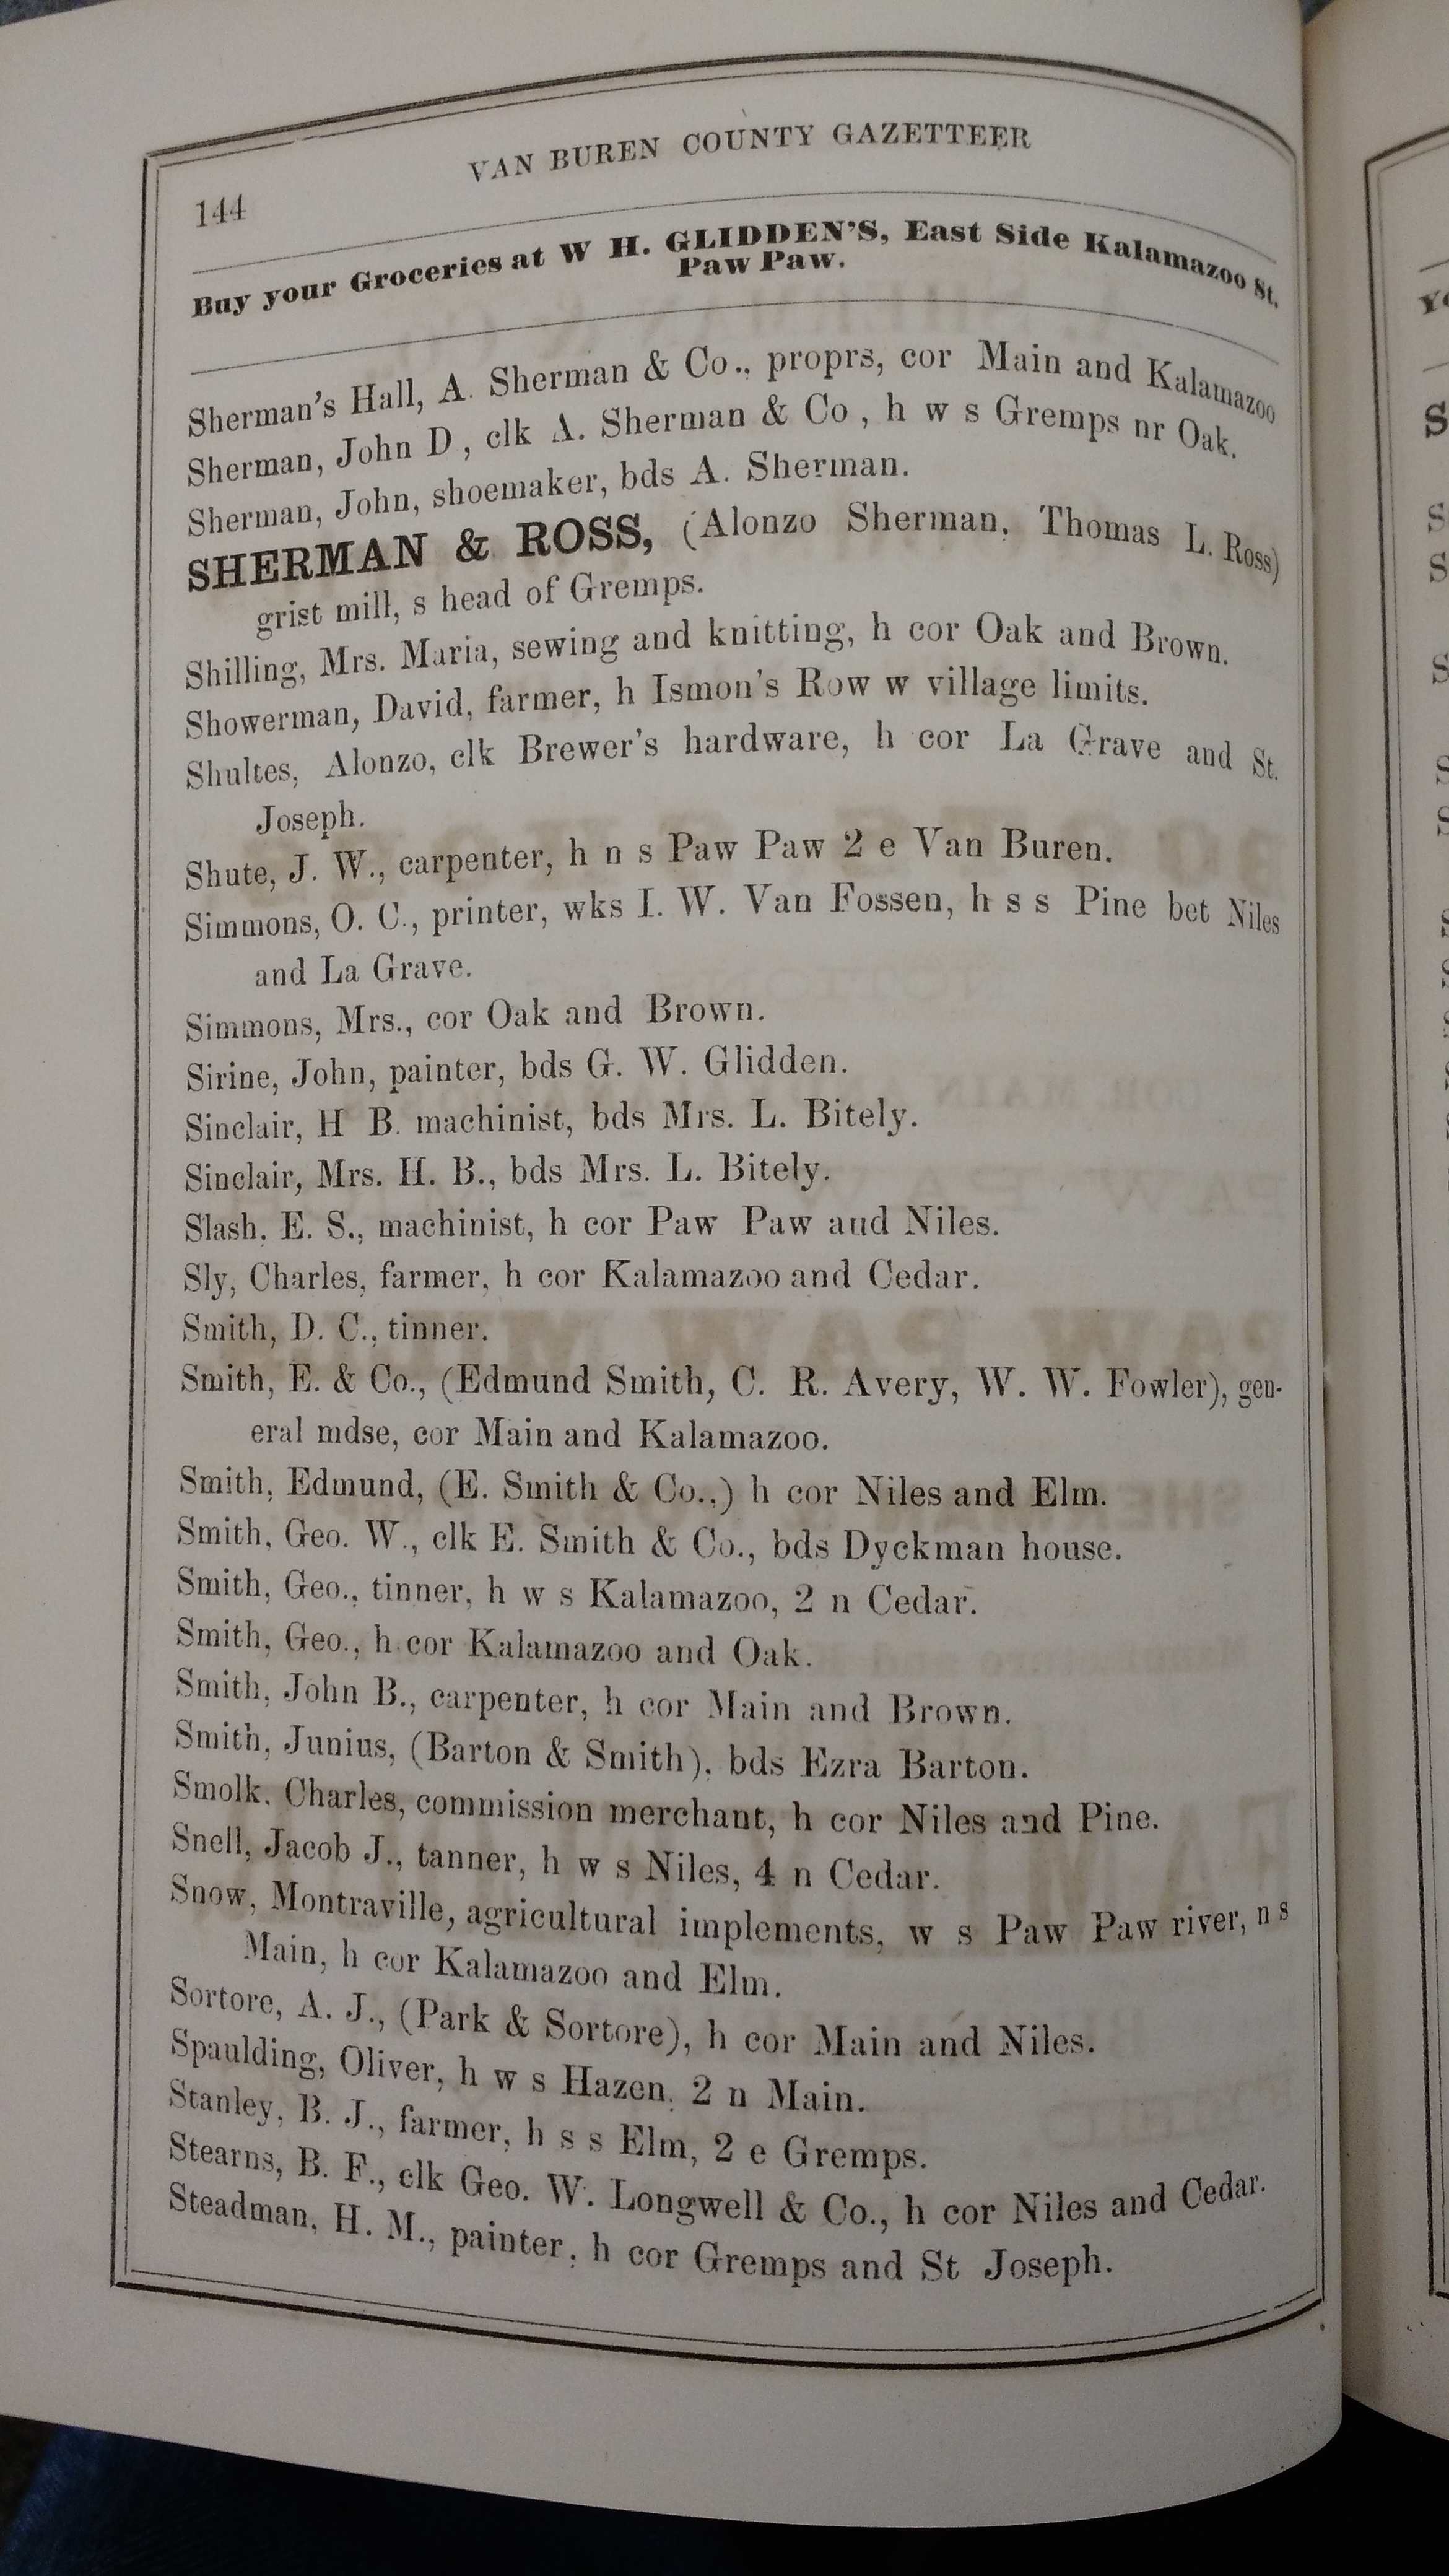 VAN BUREN COUNTY GAZETTEER
144
Buy your Groceries at W H. GLIDDEN'S, East Side Kalamazoo St.
Paw Paw.
Sherman's Hall, A. Sherman & Co., proprs, cor Main and Kalamazoo
Sherman, John D, clk A. Sherman & Co, h w s Gremps nr Oak.
Sherman, John, shoemaker, bds A. Sherman.
SHERMAN & ROSS, (Alonzo Sherman, Thomas L. Ross)
grist mill, s head of Gremps.
Shilling, Mrs. Maria, sewing and knitting, h cor Oak and Brown.
Showerman, David, farmer, h Ismon's Row w village limits.
Shultes, Alonzo, clk Brewer's hardware, h cor La Grave and St.
Joseph.
Shute, J. W., carpenter, h n s Paw Paw 2 e Van Buren.
Simmons, O. C., printer, wks I. W. Van Fossen, h s s Pine bet Niles
and La Grave.
Simmons, Mrs., cor Oak and Brown.
Sirine, John, painter, bds G. W. Glidden.
Sinclair, H B. machinist, bds Mrs. L. Bitely.
Sinclair, Mrs. H. B., bds Mrs. L. Bitely.
Slash, E. S., machinist, h cor Paw Paw and Niles.
Sly, Charles, farmer, h cor Kalamazoo and Cedar.
Smith, D. C., tinner.
Smith, E. & Co., (Edmund Smith, C. R. Avery, W. W. Fowler), gen-
eral mdse, cor Main and Kalamazoo.
Smith, Edmund, (E. Smith & Co.,) h cor Niles and Elm.
Smith, Geo. W., clk E. Smith & Co., bds Dyckman house.
Smith, Geo., tinner, h w s Kalamazoo, 2 n Cedar.
Smith, Geo., h cor Kalamazoo and Oak.
Smith, John B., carpenter, h cor Main and Brown.
Smith, Junius, (Barton & Smith), bds Ezra Barton.
Smolk, Charles, commission merchant, h cor Niles and Pine.
Snell, Jacob J., tanner, h w s Niles, 4 n Cedar.
Snow, Montraville, agricultural implements, w s Paw Paw river, n s
Main, h cor Kalamazoo and Elm.
Sortore, A. J., (Park & Sortore), h cor Main and Niles.
Spaulding, Oliver, h w s Hazen, 2 n Main.
Stanley, B. J., farmer, h s s Elm, 2 e Gremps.
Stearns, B. F., clk Geo. W. Longwell & Co., h cor Niles and Cedar.
Steadman, H. M., painter, h cor Gremps and St Joseph.